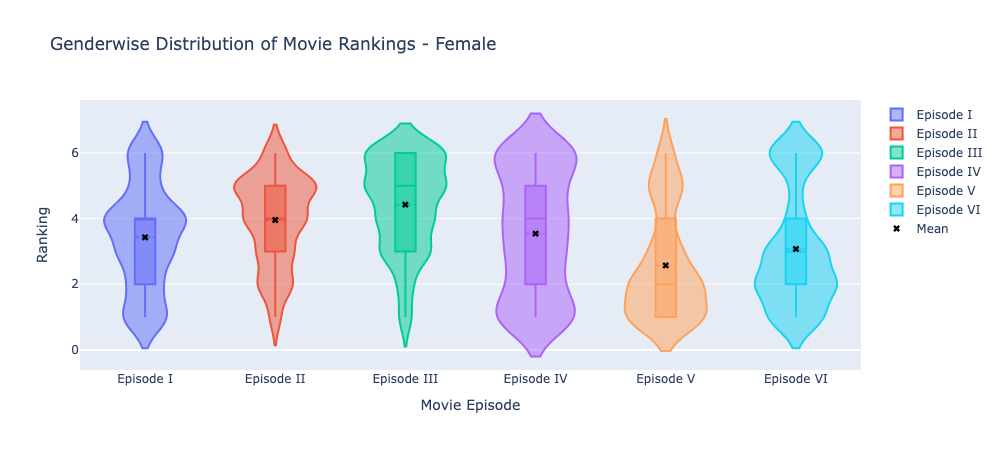 Genderwise Distribution of Movie Rankings - Female
Ranking
6
4
2
0
Episode I
Episode II
Episode III
Episode IV
Episode V
Episode VI
Movie Episode
Episode I
Episode II
Episode III
Episode IV
Episode V
Episode VI
Mean